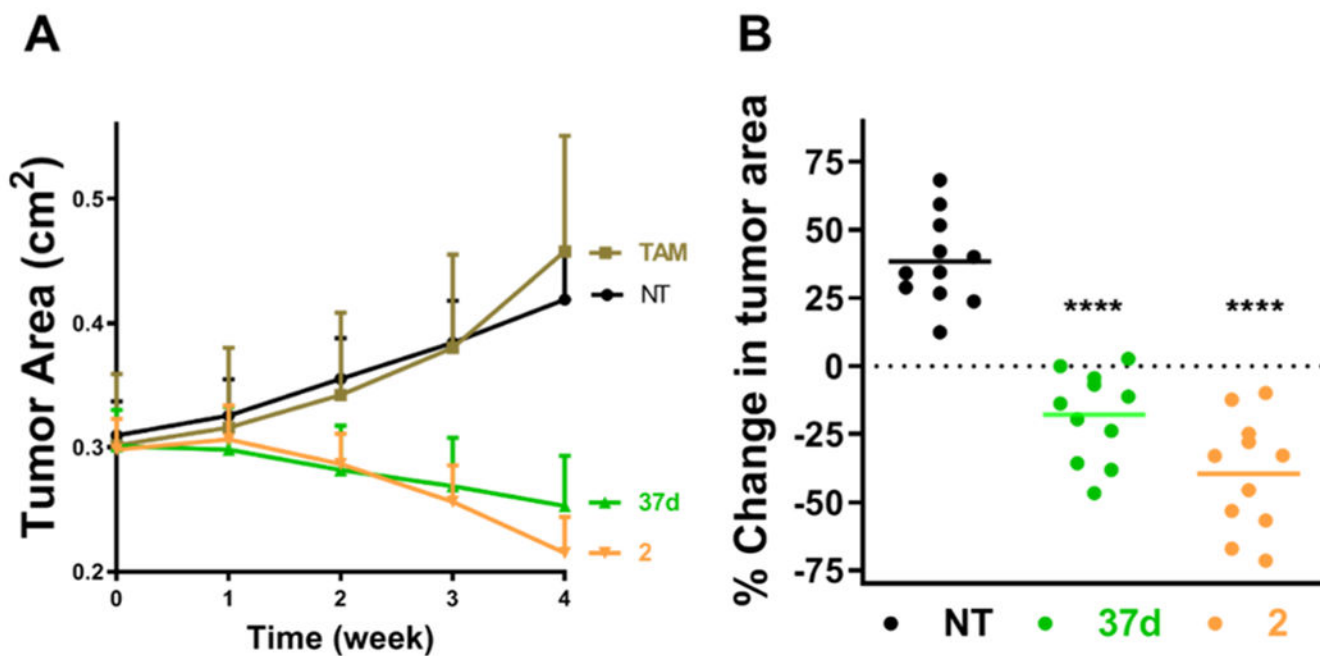 A
Tumor Area (cm²)
0.5
0.4
0.3
0.2
0 1 2 3 4
Time (week)
TAM
NT
37d
2
B
% Change in tumor area
75
50
25
0
-25
-50
-75
**** ****
NT 37d 2